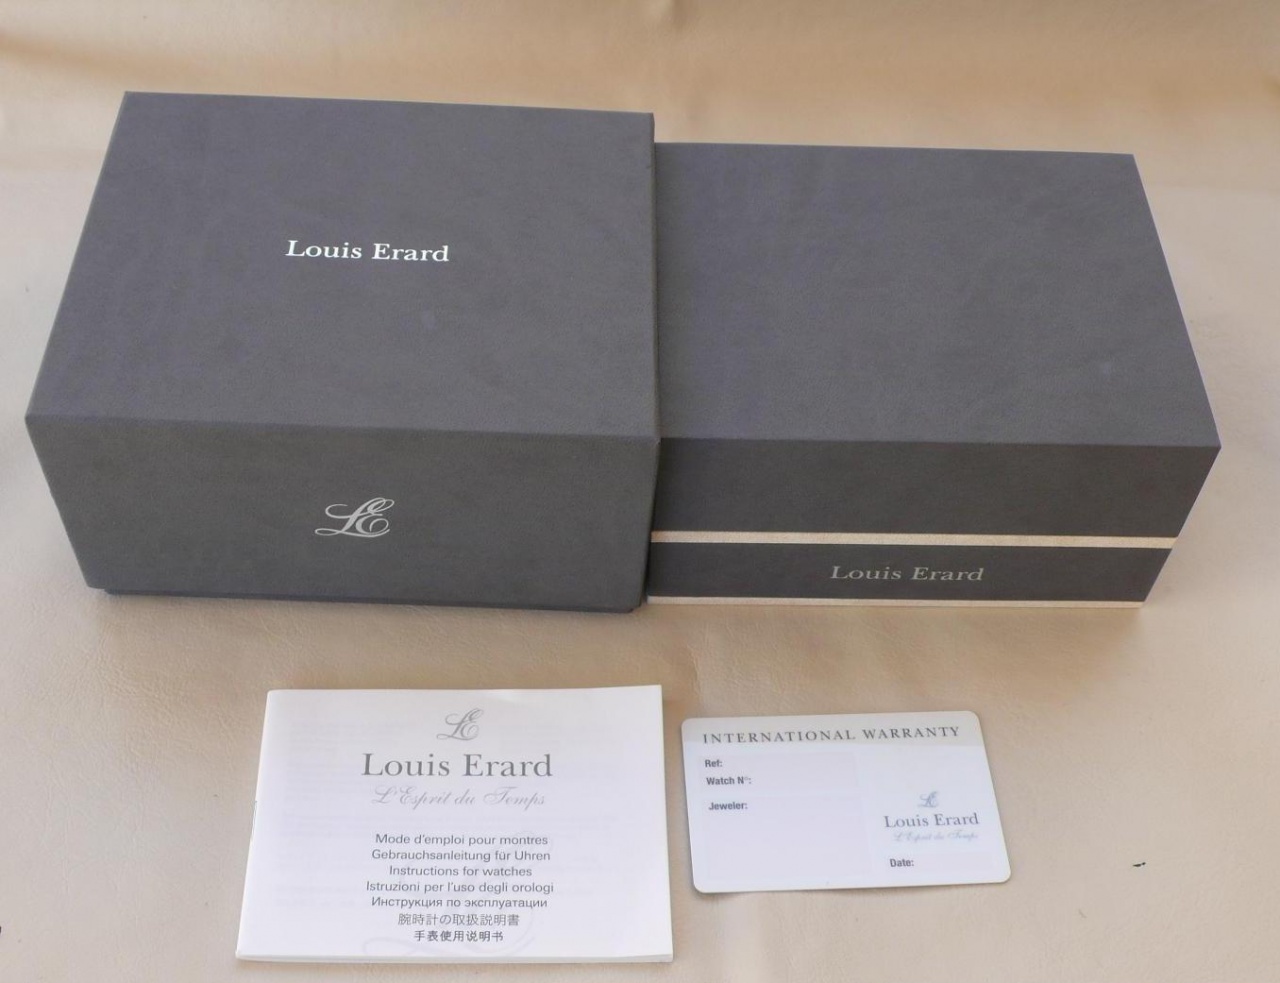 Louis Erard
LE
Louis Erard
LE
Louis Erard
L'Esprit du Temps
Mode d'emploi pour montres
Gebrauchsanleitung für Uhren
Instructions for watches
Istruzioni per l'uso degli orologi
Инструкция по эксплуатации
腕時計の取扱説明書
手表使用说明书
INTERNATIONAL WARRANTY
Ref:
Watch N°:
Jeweler:
LE
Louis Erard
L'Esprit du Temps
Date: